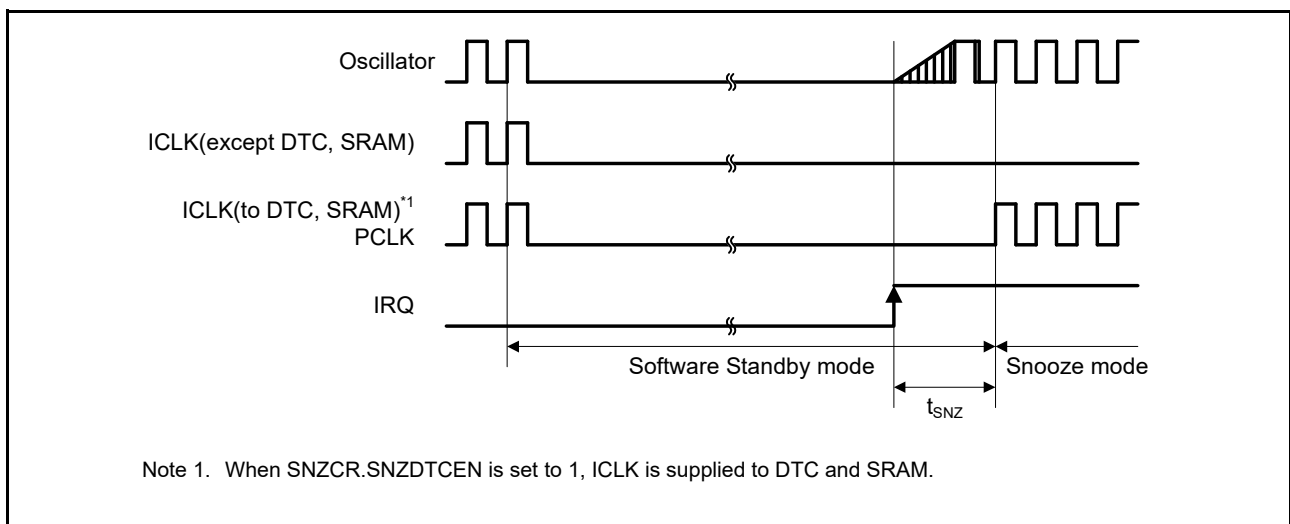 Oscillator
ICLK(except DTC, SRAM)
ICLK(to DTC, SRAM)*1
PCLK
IRQ
Software Standby mode
Snooze mode
tSNZ
Note 1. When SNZCR.SNZDTCEN is set to 1, ICLK is supplied to DTC and SRAM.